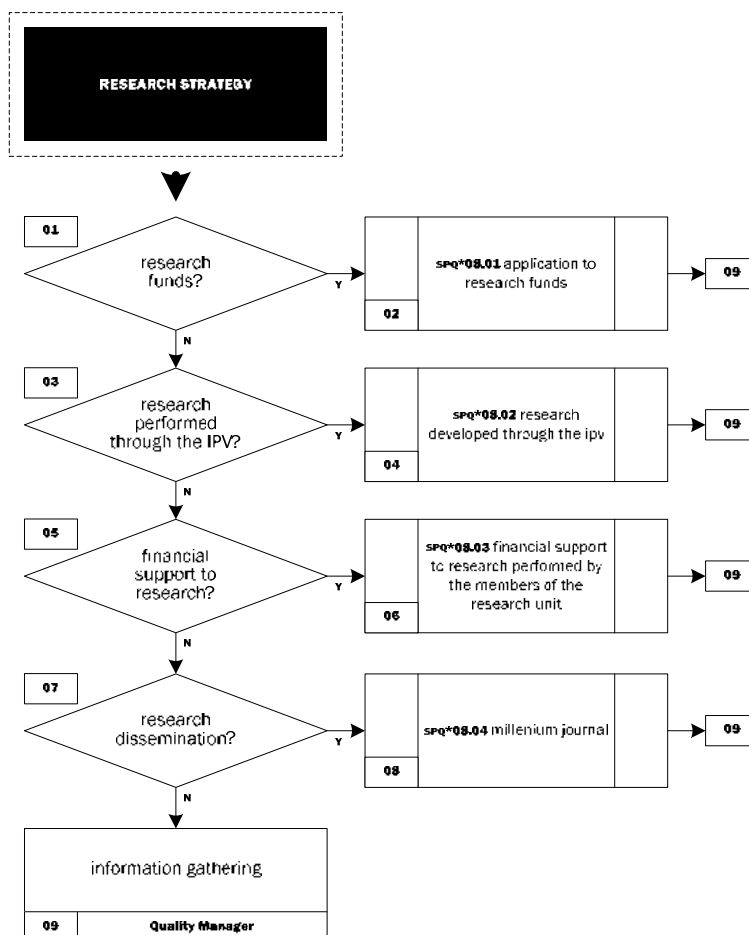 RESEARCH STRATEGY
01
research
funds?
Y
N
SPQ*08.01 application to
research funds
02
09
03
research
performed
through the IPV?
Y
N
SPQ*08.02 research
developed through the ipv
04
09
05
financial
support to
research?
Y
N
SPQ*08.03 financial support
to research performed by
the members of the
research unit
06
09
07
research
dissemination?
Y
N
SPQ*08.04 millenium journal
08
09
information gathering
09 Quality Manager